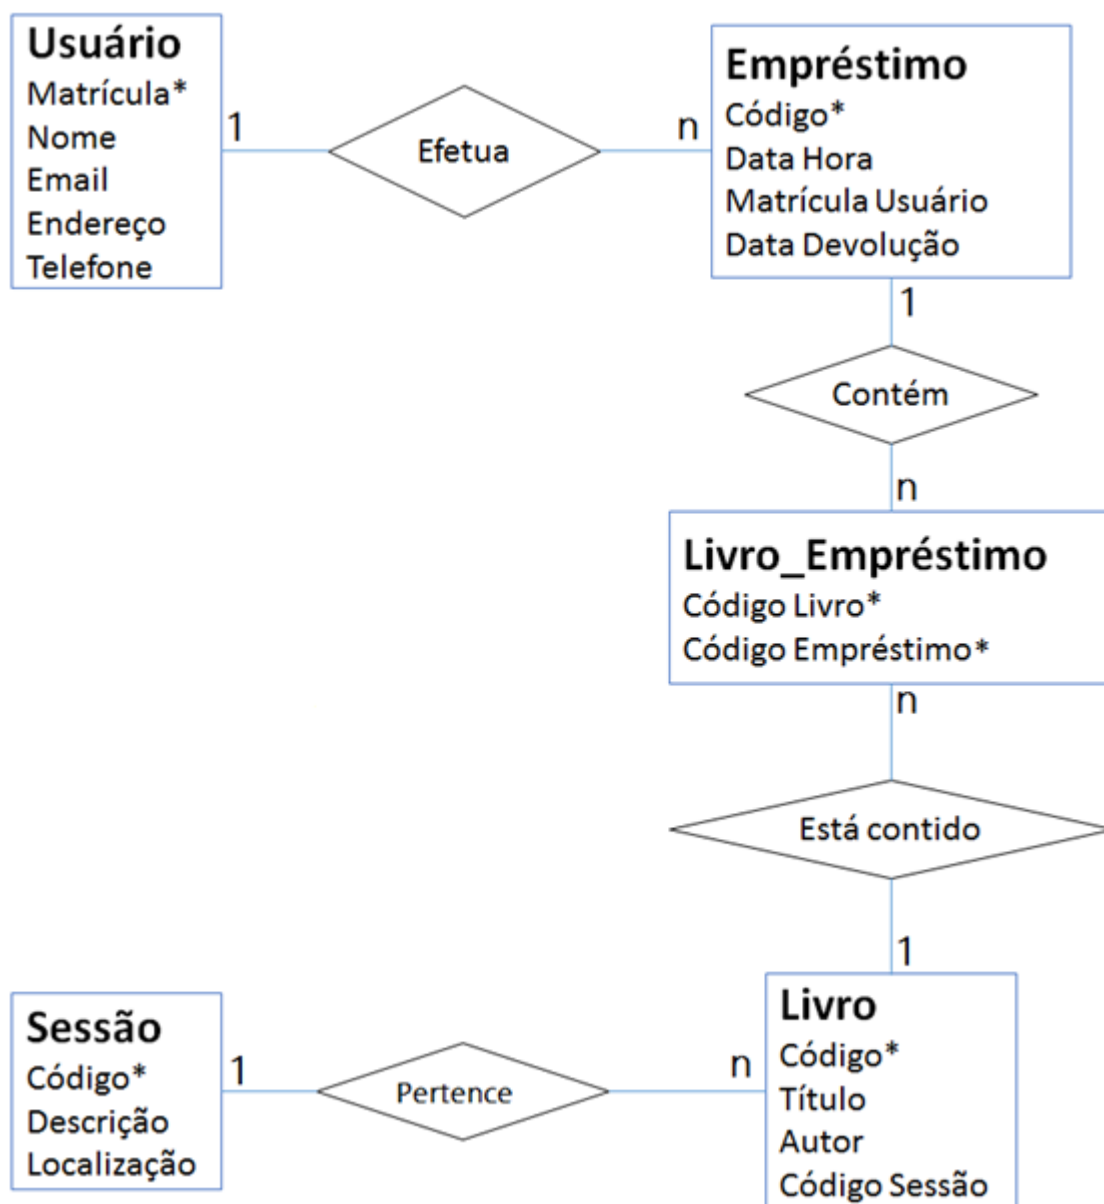 Usuário
Matrícula*
Nome
Email
Endereço
Telefone
1
Efetua
n
Empréstimo
Código*
Data Hora
Matrícula Usuário
Data Devolução
1
Contém
n
Livro_Empréstimo
Código Livro*
Código Empréstimo*
n
Está contido
1
Livro
Código*
Título
Autor
Código Sessão
n
Pertence
1
Sessão
Código*
Descrição
Localização